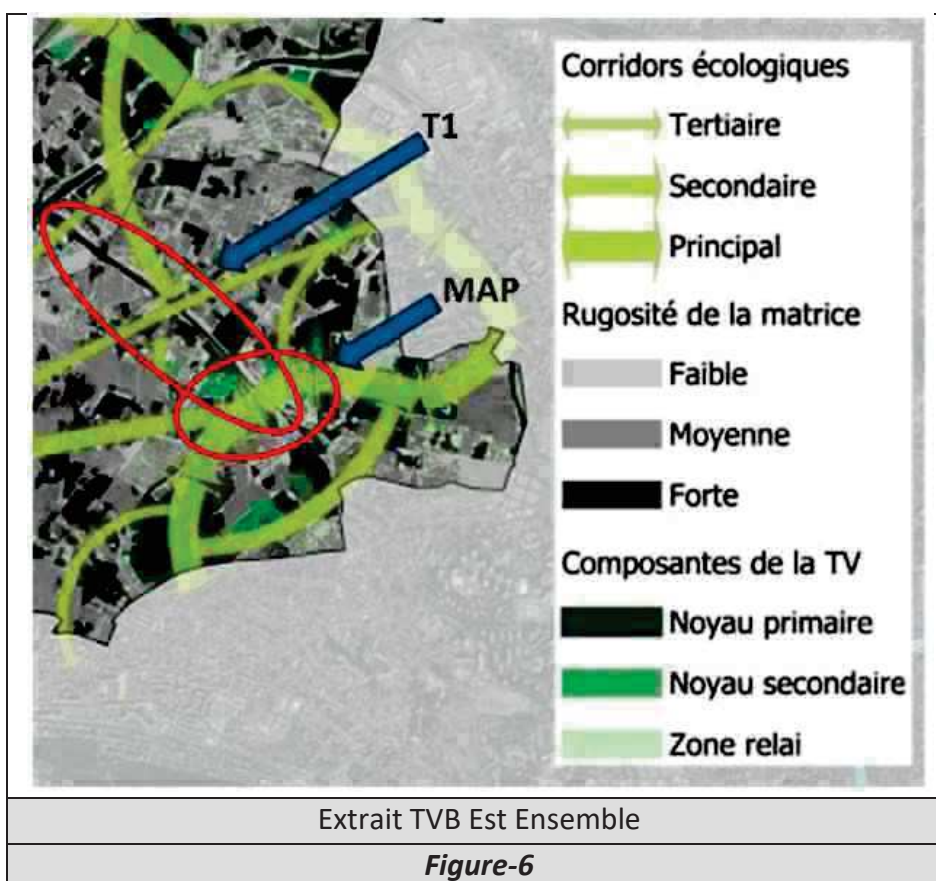 T1
MAP
Corridors écologiques
Tertiaire
Secondaire
Principal
Rugosité de la matrice
Faible
Moyenne
Forte
Composantes de la TV
Noyau primaire
Noyau secondaire
Zone relai
Extrait TVB Est Ensemble
Figure-6